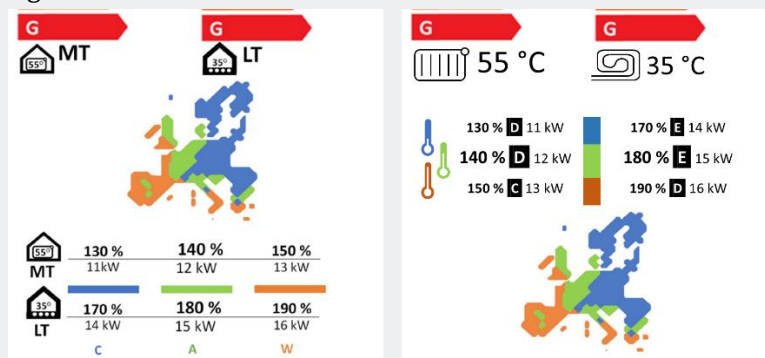 G G
55° MT 35° LT
55° 130 % 140 % 150 %
MT 11kW 12 kW 13 kW
35° 170 % 180 % 190 %
LT 14 kW 15 kW 16 kW
C A W
G G
55 °C 35 °C
130 % D 11 kW 170 % E 14 kW
140 % D 12 kW 180 % E 15 kW
150 % C 13 kW 190 % D 16 kW